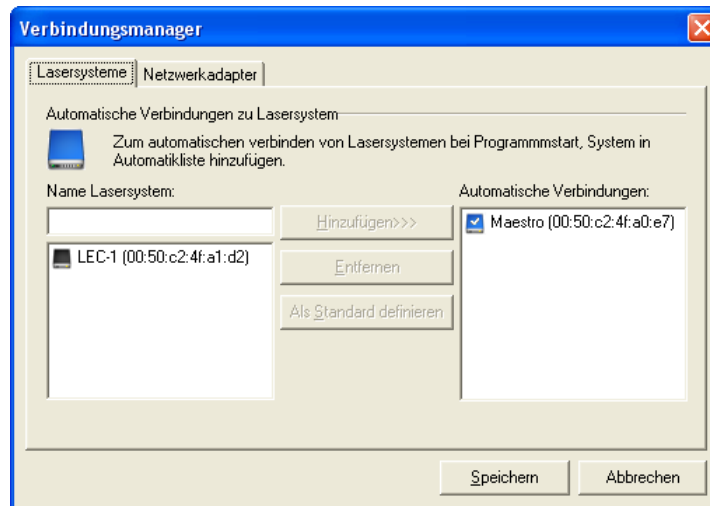 Verbindungsmanager
Lasersysteme
Netzwerkadapter
Automatische Verbindungen zu Lasersystem
Zum automatischen verbinden von Lasersystemen bei Programmmstart, System in
Automatikliste hinzufügen.
Name Lasersystem:
Automatische Verbindungen:
Hinzufügen>>>
Maestro (00:50:c2:4f:a0:e7)
LEC-1 (00:50:c2:4f:a1:d2)
Entfernen
Als Standard definieren
Speichern
Abbrechen